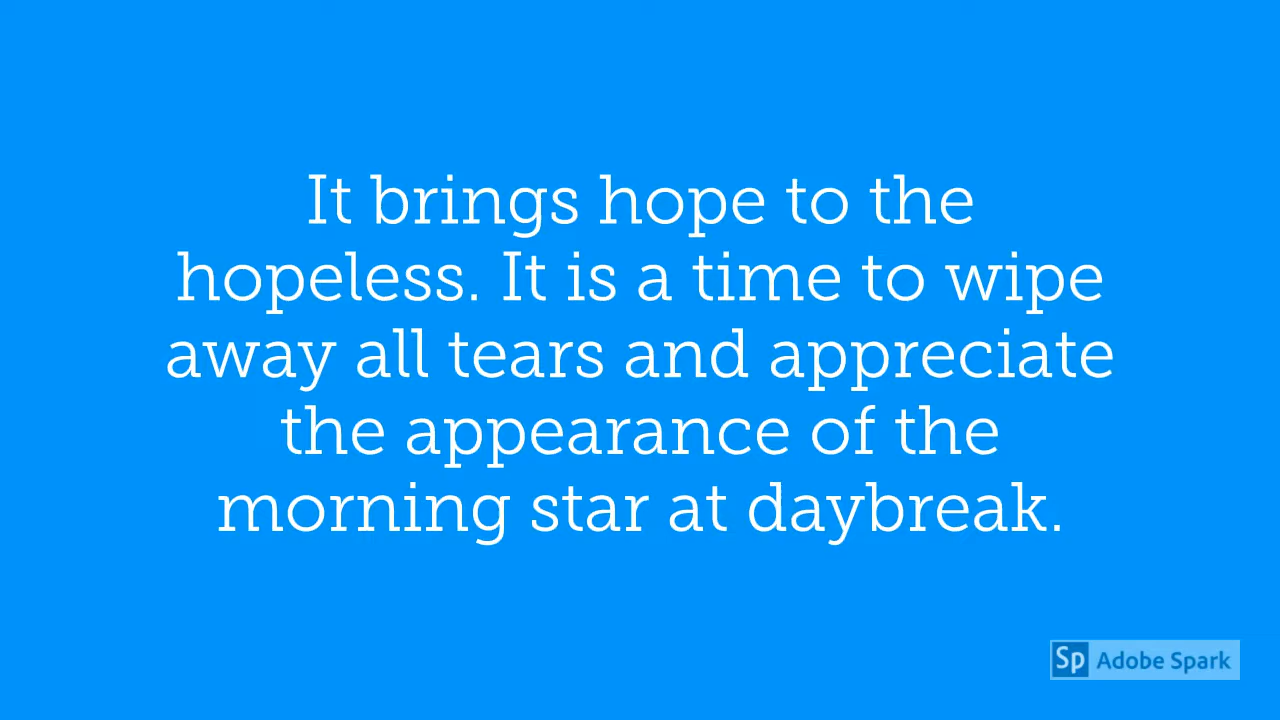 It brings hope to the
hopeless. It is a time to wipe
away all tears and appreciate
the appearance of the
morning star at daybreak.
Sp Adobe Spark